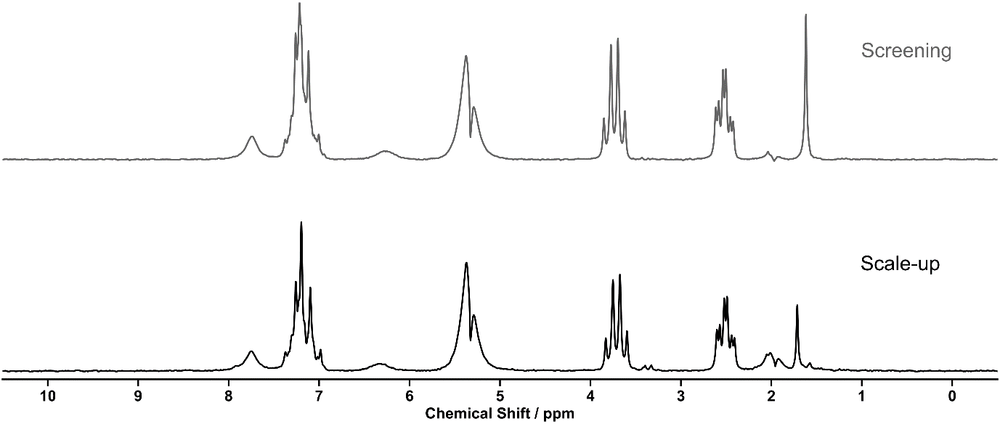 Screening
Scale-up
10 9 8 7 6 5 4 3 2 1 0
Chemical Shift / ppm